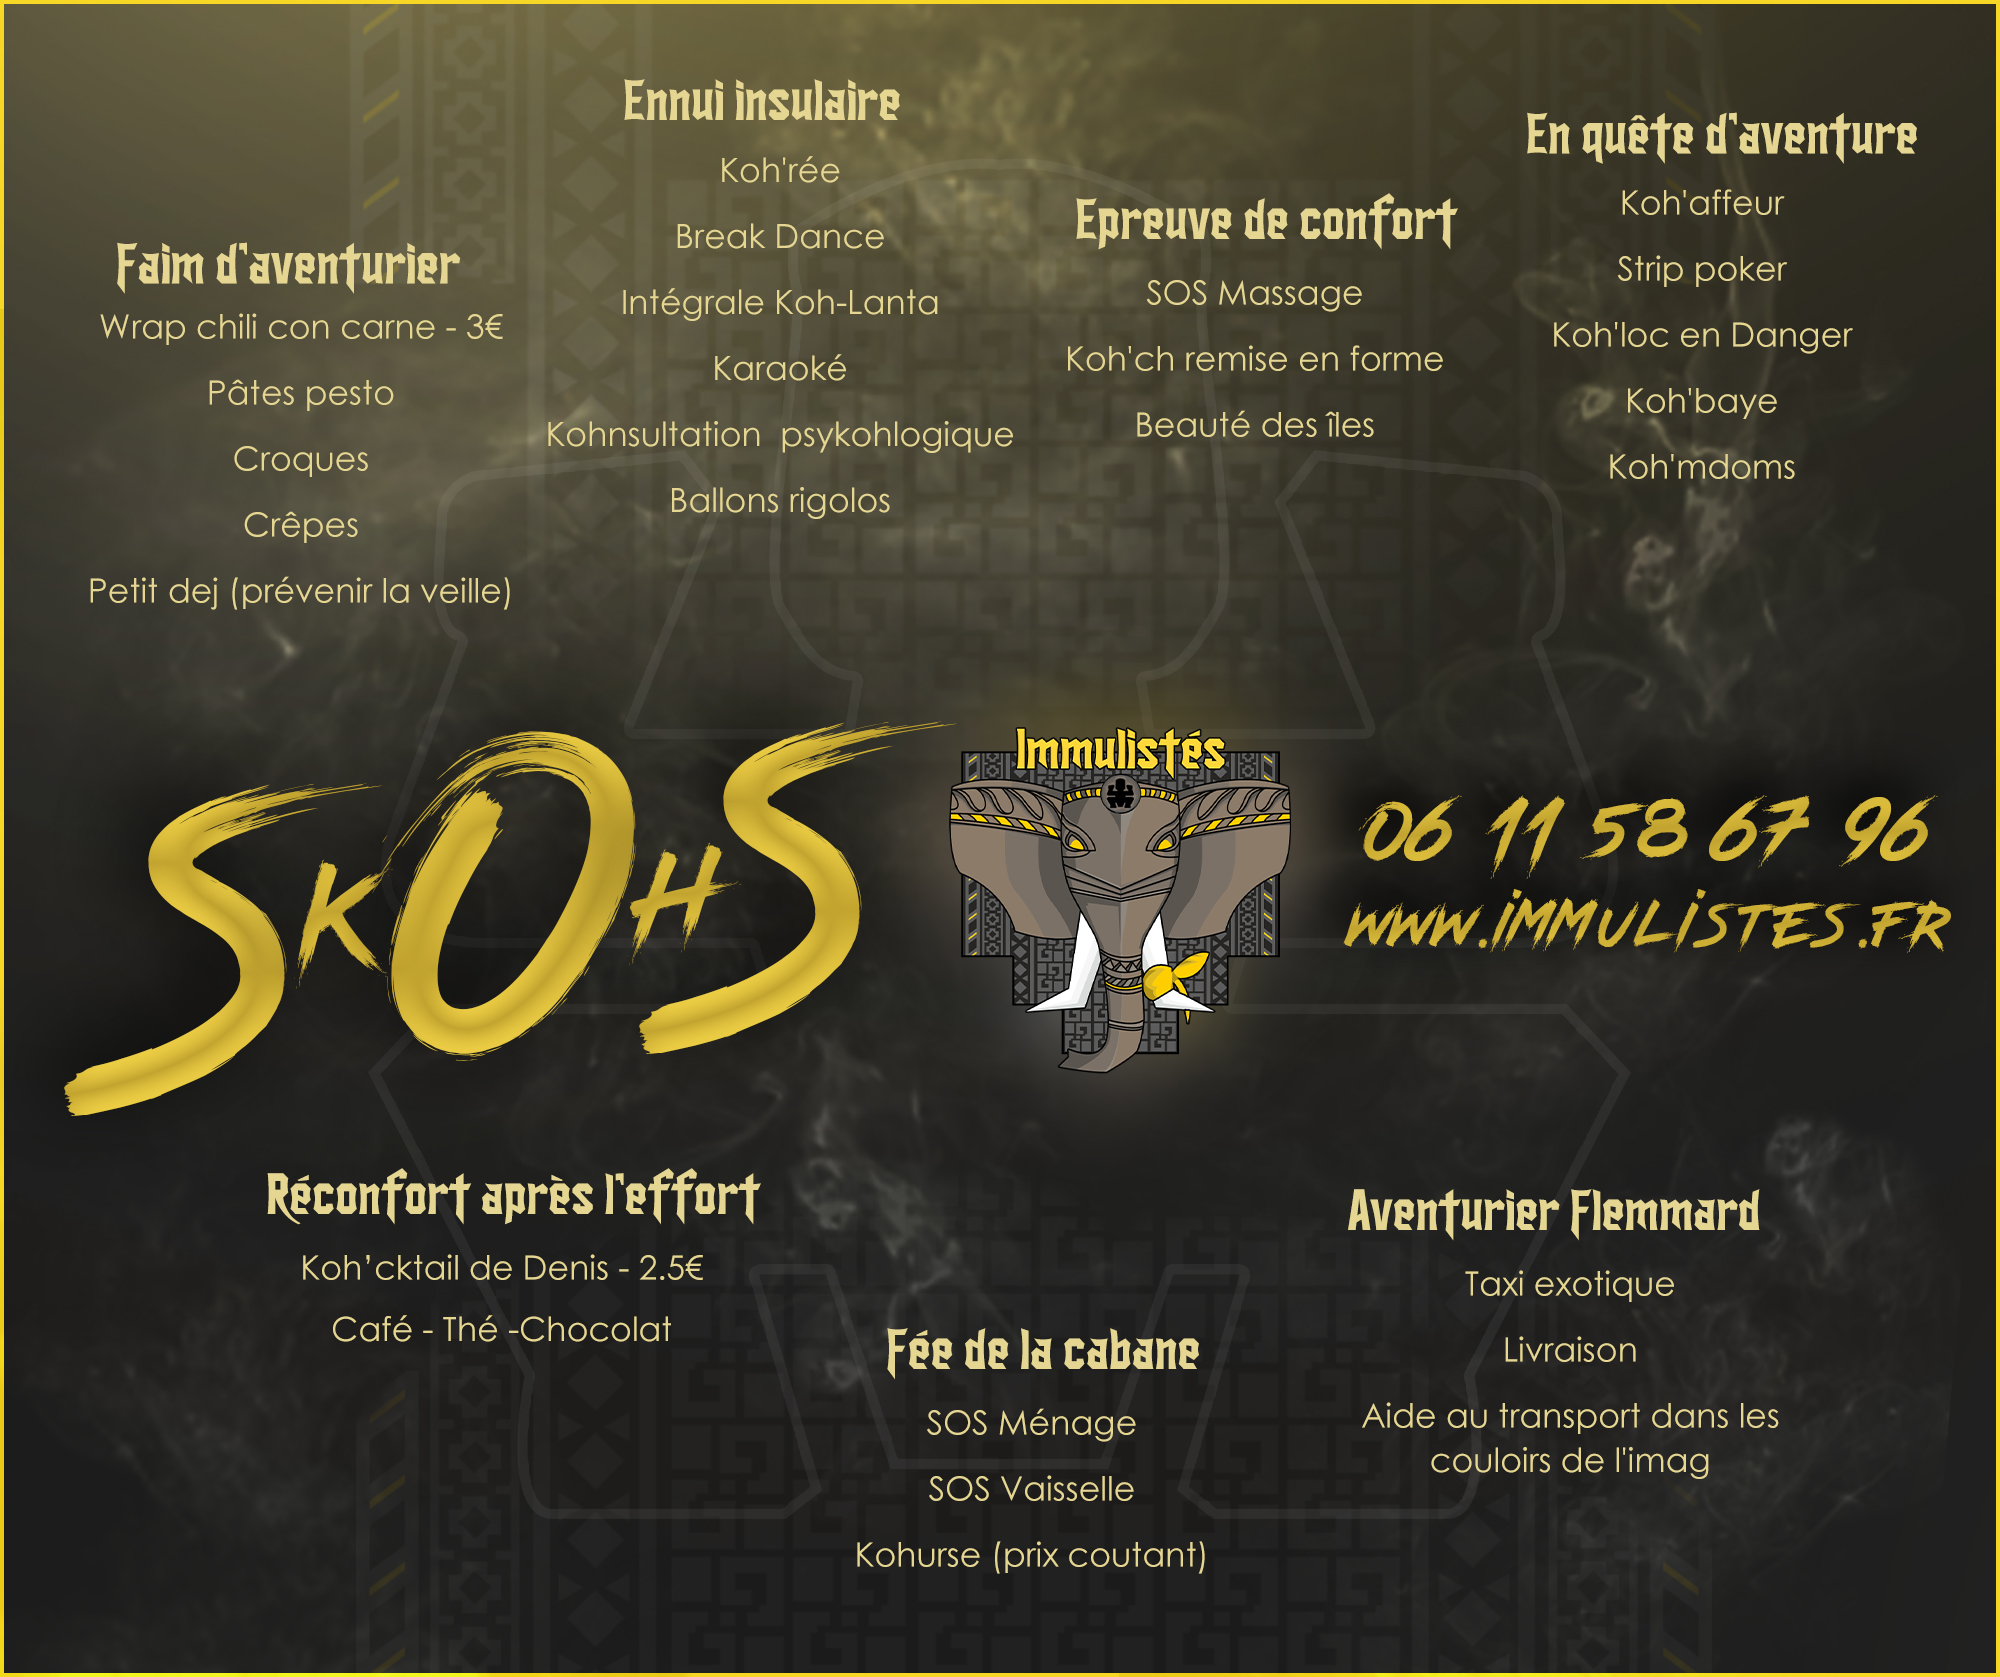 Faim d'aventurier
Wrap chili con carne - 3€
Pâtes pesto
Croques
Crêpes
Petit dej (prévenir la veille)
Ennui insulaire
Koh'rée
Break Dance
Intégrale Koh-Lanta
Karaoké
Kohnsultation  psykohlogique
Ballons rigolos
Epreuve de confort
SOS Massage
Koh'ch remise en forme
Beauté des îles
En quête d'aventure
Koh'affeur
Strip poker
Koh'loc en Danger
Koh'baye
Koh'mdoms
SKOHS
Immulistés
06 11 58 67 96
www.immulistes.fr
Réconfort après l'effort
Koh’cktail de Denis - 2.5€
Café - Thé -Chocolat
Fée de la cabane
SOS Ménage
SOS Vaisselle
Kohurse (prix coutant)
Aventurier Flemmard
Taxi exotique
Livraison
Aide au transport dans les
couloirs de l'imag